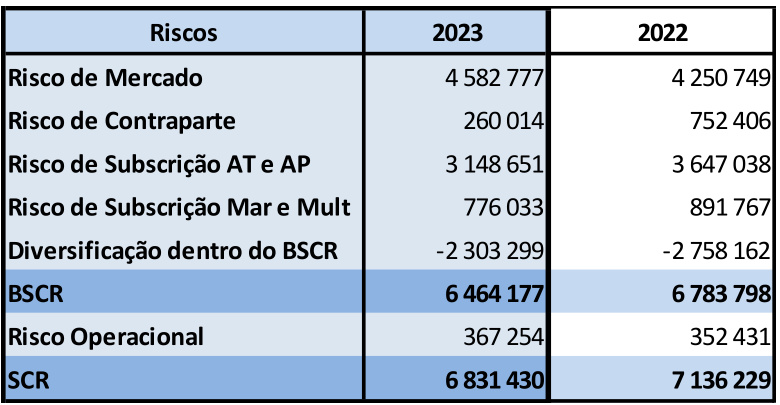 Riscos 2023 2022
Risco de Mercado 4 582 777 4 250 749
Risco de Contraparte 260 014 752 406
Risco de Subscrição AT e AP 3 148 651 3 647 038
Risco de Subscrição Mar e Mult 776 033 891 767
Diversificação dentro do BSCR -2 303 299 -2 758 162
BSCR 6 464 177 6 783 798
Risco Operacional 367 254 352 431
SCR 6 831 430 7 136 229